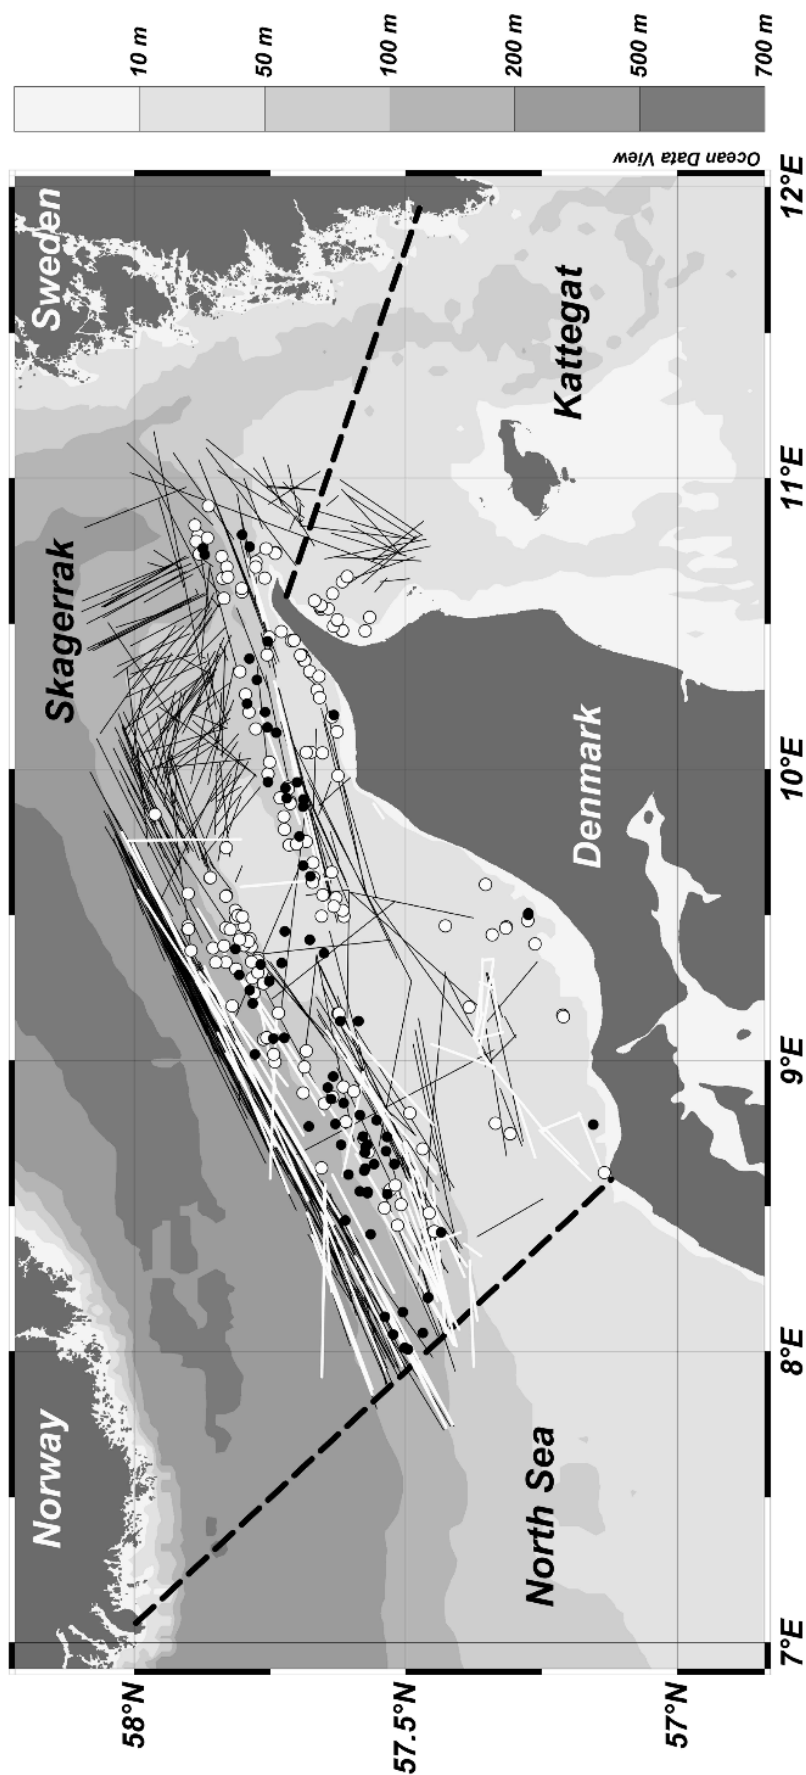 Norway
Sweden
Skagerrak
Kattegat
Denmark
North Sea
58°N
57.5°N
57°N
7°E
8°E
9°E
10°E
11°E
12°E
Ocean Data View
10 m
50 m
100 m
200 m
500 m
700 m